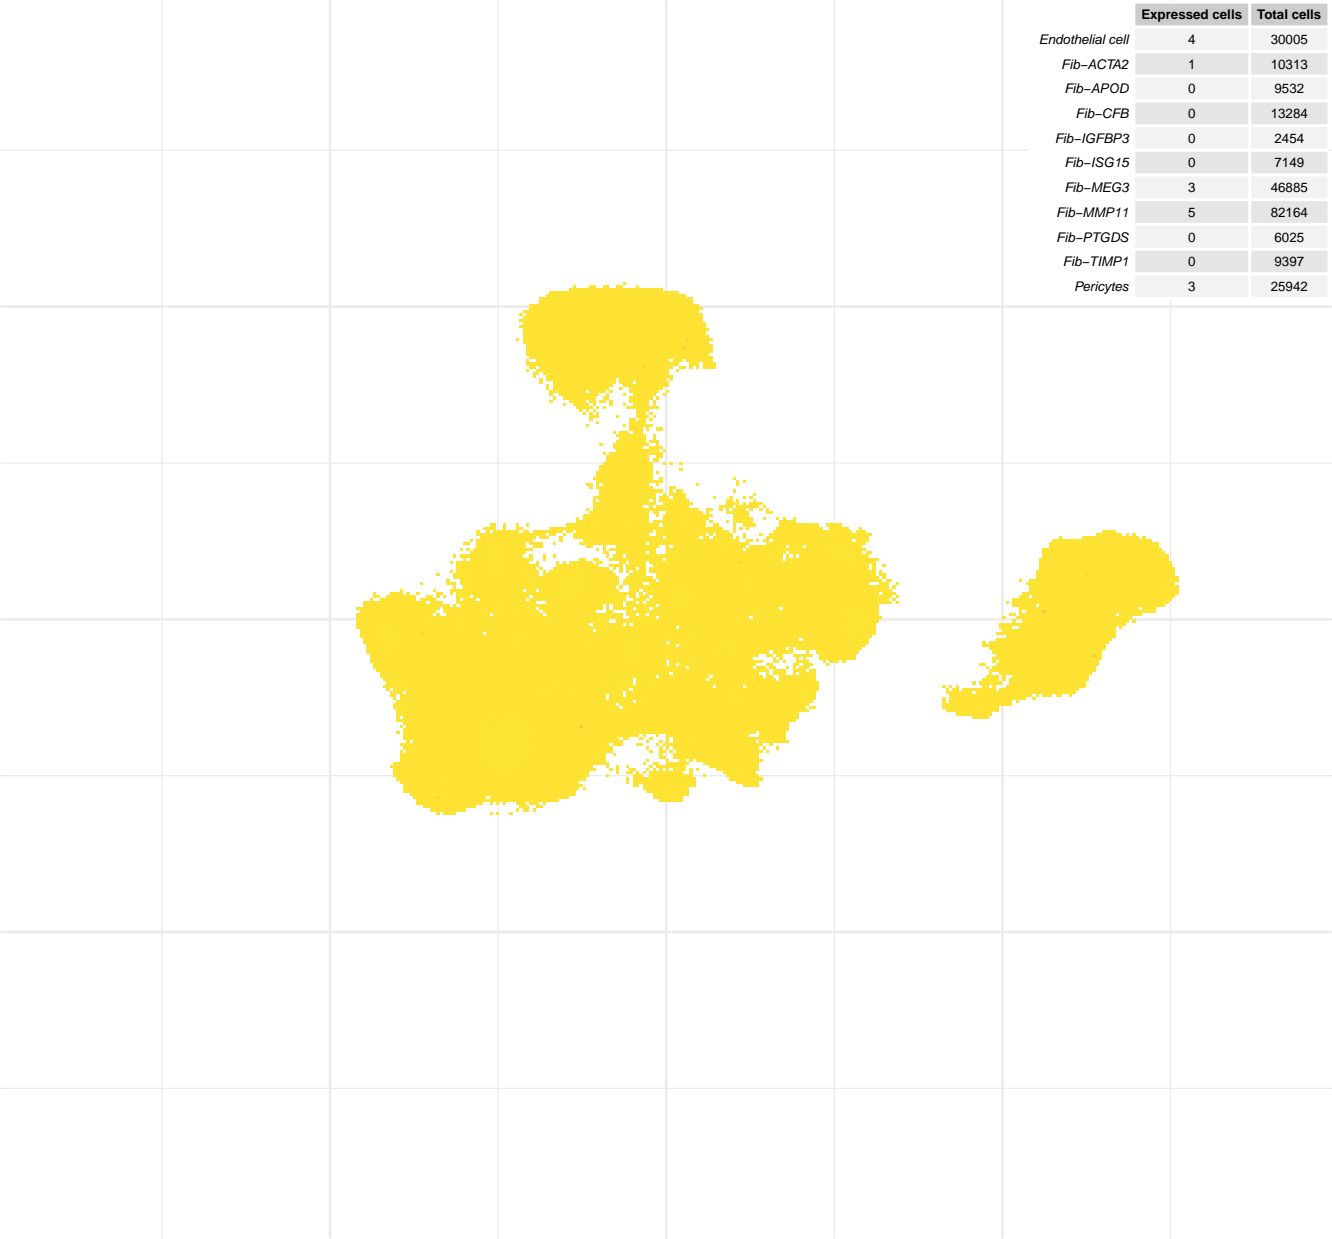 Expressed cells Total cells
Endothelial cell 4 30005
Fib−ACTA2 1 10313
Fib−APOD 0 9532
Fib−CFB 0 13284
Fib−IGFBP3 0 2454
Fib−ISG15 0 7149
Fib−MEG3 3 46885
Fib−MMP11 5 82164
Fib−PTGDS 0 6025
Fib−TIMP1 0 9397
Pericytes 3 25942